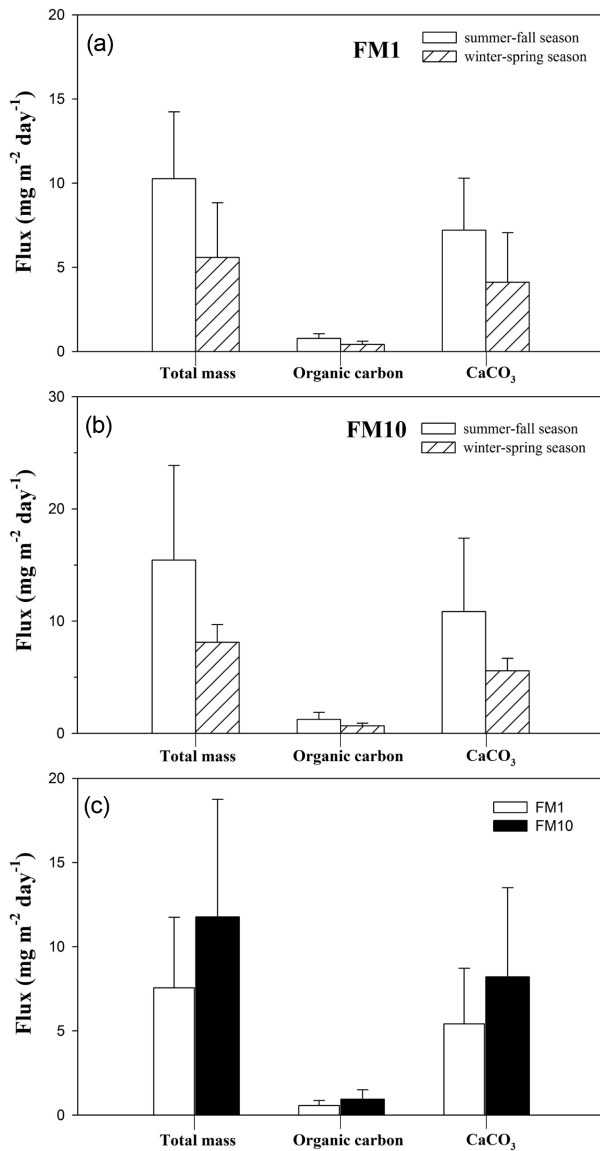 (a)
FM1
summer-fall season
winter-spring season
20
15
10
5
0
Flux (mg m-2 day-1)
Total mass Organic carbon CaCO3
(b)
FM10
summer-fall season
winter-spring season
30
20
10
0
Flux (mg m-2 day-1)
Total mass Organic carbon CaCO3
(c)
FM1
FM10
20
15
10
5
0
Flux (mg m-2 day-1)
Total mass Organic carbon CaCO3